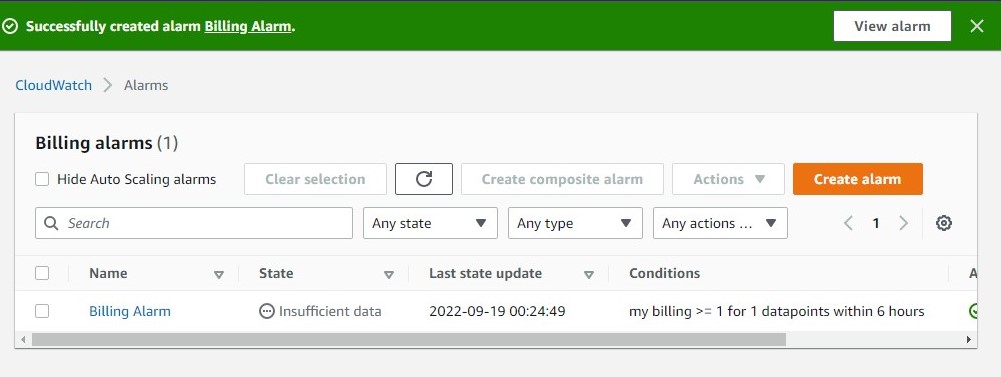 Successfully created alarm Billing Alarm.
View alarm
CloudWatch Alarms
Billing alarms (1)
Hide Auto Scaling alarms
Clear selection
Create composite alarm
Actions
Create alarm
Search
Any state
Any type
Any actions ...
1
Name State Last state update Conditions A
Billing Alarm Insufficient data 2022-09-19 00:24:49 my billing >= 1 for 1 datapoints within 6 hours